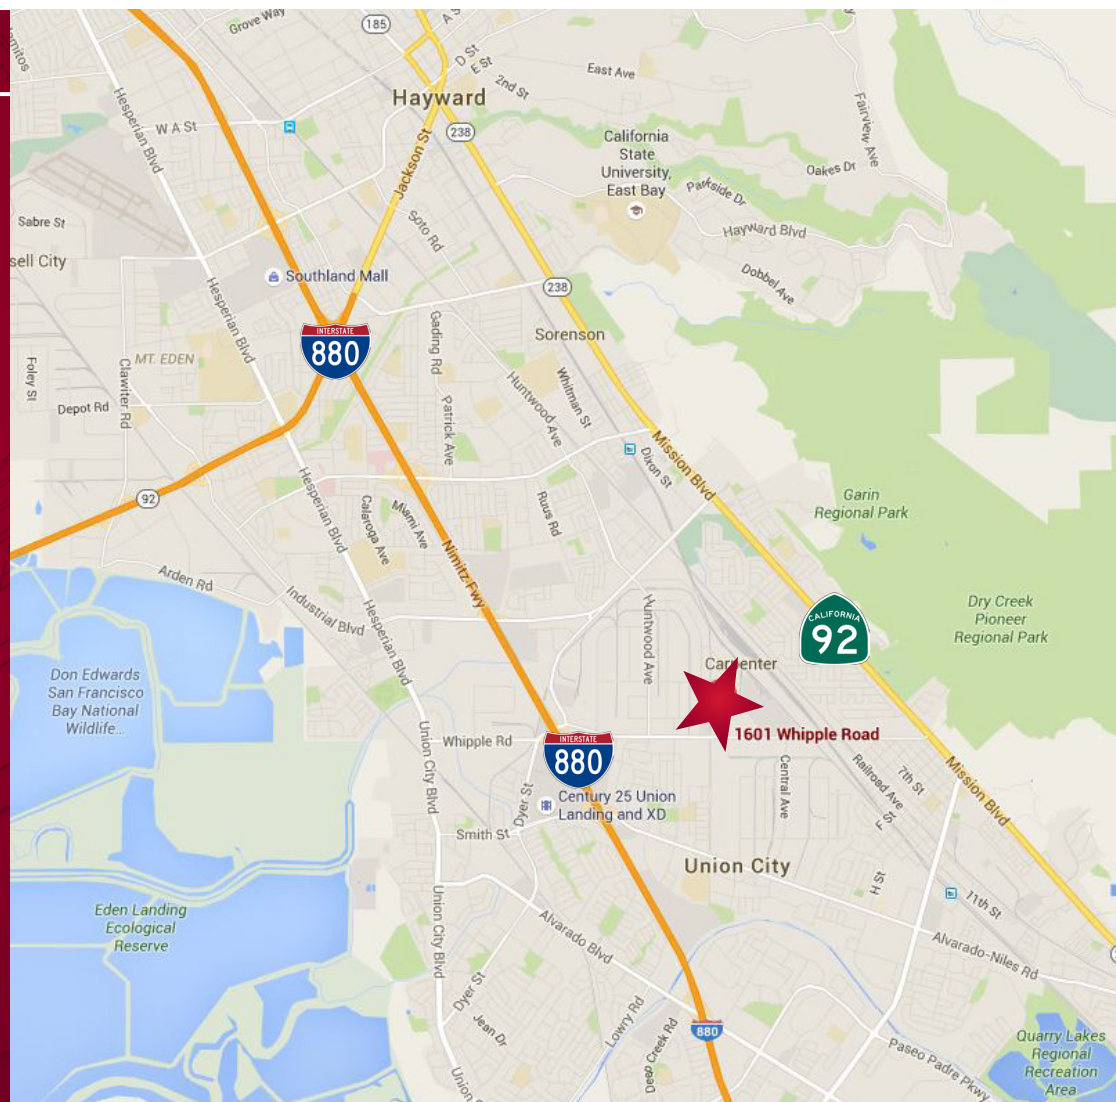 Grove Way
185
D St
E St
2nd St
East Ave
Hayward
Hesperian Blvd
W A St
238
Jackson St
California
State
University,
East Bay
Fairview Ave
Oakes Dr
Parkside Dr
Hayward Blvd
Dobbel Ave
Sabre St
sell City
Soto Rd
Southland Mall
Hesperian Blvd
238
Sorenson
INTERSTATE
880
Gading Rd
MT. EDEN
Foley St
Clawiter Rd
Depot Rd
Huntwood Ave
Whitman St
Patrick Ave
Mission Blvd
Dixon St
92
Hesperian Blvd
Calaroga Ave
Miami Ave
Ruus Rd
Garin
Regional Park
Nimitz Fwy
Arden Rd
Industrial Blvd
Hesperian Blvd
Huntwood Ave
CALIFORNIA
92
Dry Creek
Pioneer
Regional Park
Carpenter
Don Edwards
San Francisco
Bay National
Wildlife...
Union City Blvd
Whipple Rd
1601 Whipple Road
INTERSTATE
880
Central Ave
Railroad Ave
7th St
F St
Mission Blvd
Dyer St
Century 25 Union
Landing and XD
Smith St
Union City
H St
11th St
Union City Blvd
Alvarado Blvd
Alvarado-Niles Rd
Eden Landing
Ecological
Reserve
Dyer St
Jean Dr
Lowry Rd
Deep Creek Rd
880
Paseo Padre Pkwy
Quarry Lakes
Regional
Recreation
Area
Union